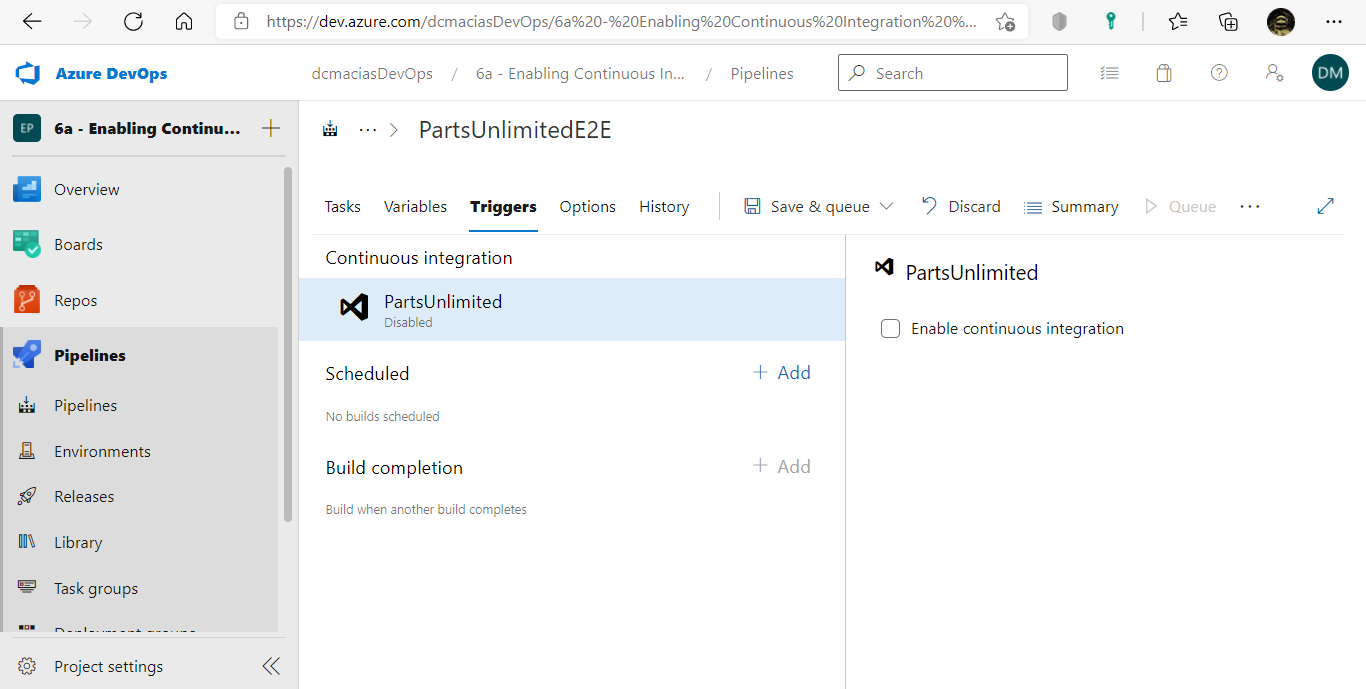 https://dev.azure.com/dcmaciasDevOps/6a%20-%20Enabling%20Continuous%20Integration%20%...
Azure DevOps
dcmaciasDevOps / 6a - Enabling Continuous In... / Pipelines
Search
DM
EP 6a - Enabling Continu...
Overview
Boards
Repos
Pipelines
Pipelines
Environments
Releases
Library
Task groups
Deployment groups
Project settings
... > PartsUnlimitedE2E
Tasks Variables Triggers Options History Save & queue Discard Summary Queue ...
Continuous integration
PartsUnlimited
Disabled
Scheduled + Add
No builds scheduled
Build completion + Add
Build when another build completes
PartsUnlimited
Enable continuous integration